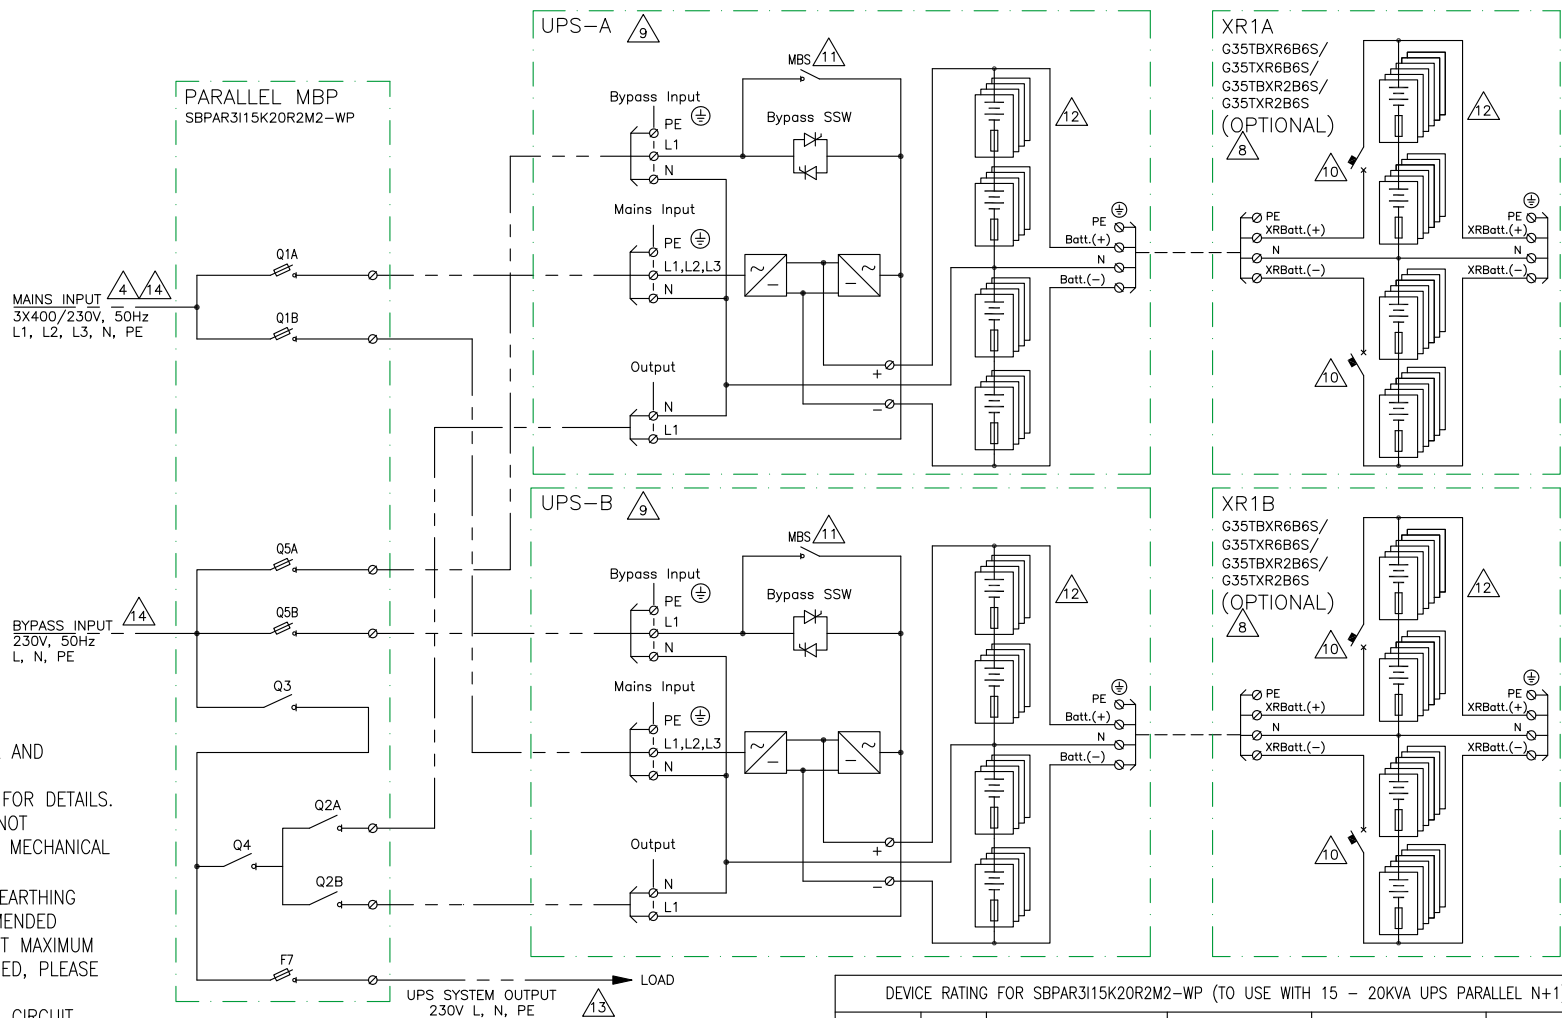 PARALLEL MBP
SBPAR3I15K20R2M2-WP
Q1A
MAINS INPUT
4
14
3X400/230V, 50Hz
L1, L2, L3, N, PE
Q1B
Q5A
BYPASS INPUT
14
230V, 50Hz
L, N, PE
Q5B
Q3
Q2A
Q4
Q2B
F7
LOAD
UPS SYSTEM OUTPUT
230V L, N, PE
13
AND
FOR DETAILS.
NOT
MECHANICAL
EARTHING
MENDED
T MAXIMUM
ED, PLEASE
CIRCUIT
UPS-A
9
MBS
11
Bypass Input
PE
L1
N
Bypass SSW
Mains Input
PE
L1,L2,L3
N
~
–
~
–
Output
N
L1
+
–
12
PE
Batt.(+)
N
Batt.(-)
XR1A
G35TBXR6B6S/
G35TXR6B6S/
G35TBXR2B6S/
G35TXR2B6S
(OPTIONAL)
8
10
12
PE
XRBatt.(+)
N
XRBatt.(-)
10
PE
XRBatt.(+)
N
XRBatt.(-)
UPS-B
9
MBS
11
Bypass Input
PE
L1
N
Bypass SSW
Mains Input
PE
L1,L2,L3
N
~
–
~
–
Output
N
L1
+
–
12
PE
Batt.(+)
N
Batt.(-)
XR1B
G35TBXR6B6S/
G35TXR6B6S/
G35TBXR2B6S/
G35TXR2B6S
(OPTIONAL)
8
10
12
PE
XRBatt.(+)
N
XRBatt.(-)
10
PE
XRBatt.(+)
N
XRBatt.(-)
DEVICE RATING FOR SBPAR3I15K20R2M2-WP (TO USE WITH 15 - 20KVA UPS PARALLEL N+1